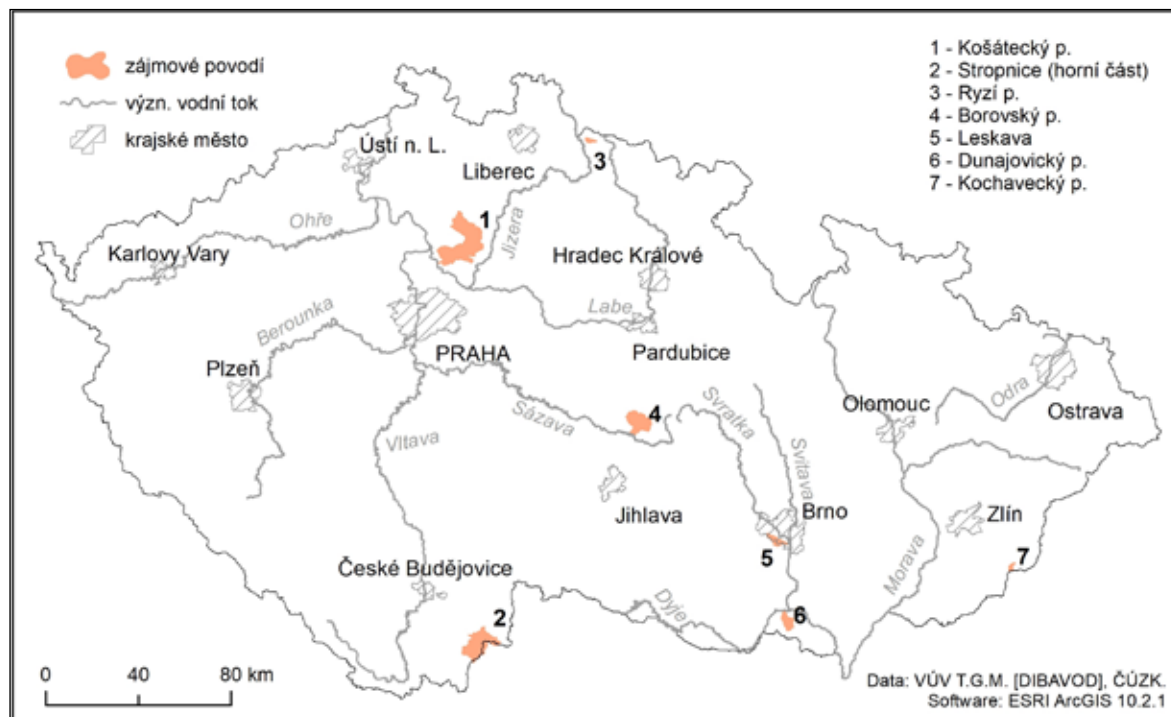 zájmové povodí
význ. vodní tok
krajské město
1 - Košátecký p.
2 - Stropnice (horní část)
3 - Ryzí p.
4 - Borovský p.
5 - Leskava
6 - Dunajovický p.
7 - Kochavecký p.
Ústí n. L.
Liberec
3
1
Ohře
Jizera
Karlovy Vary
Hradec Králové
Berounka
Labe
PRAHA
Pardubice
Plzeň
Odra
Olomouc
Ostrava
4
Svratka
Sázava
Vltava
Svitava
Jihlava
Brno
Zlín
5
7
České Budějovice
Morava
Dyje
2
6
0 40 80 km
Data: VÚV T.G.M. [DIBAVOD], ČÚZK.
Software: ESRI ArcGIS 10.2.1